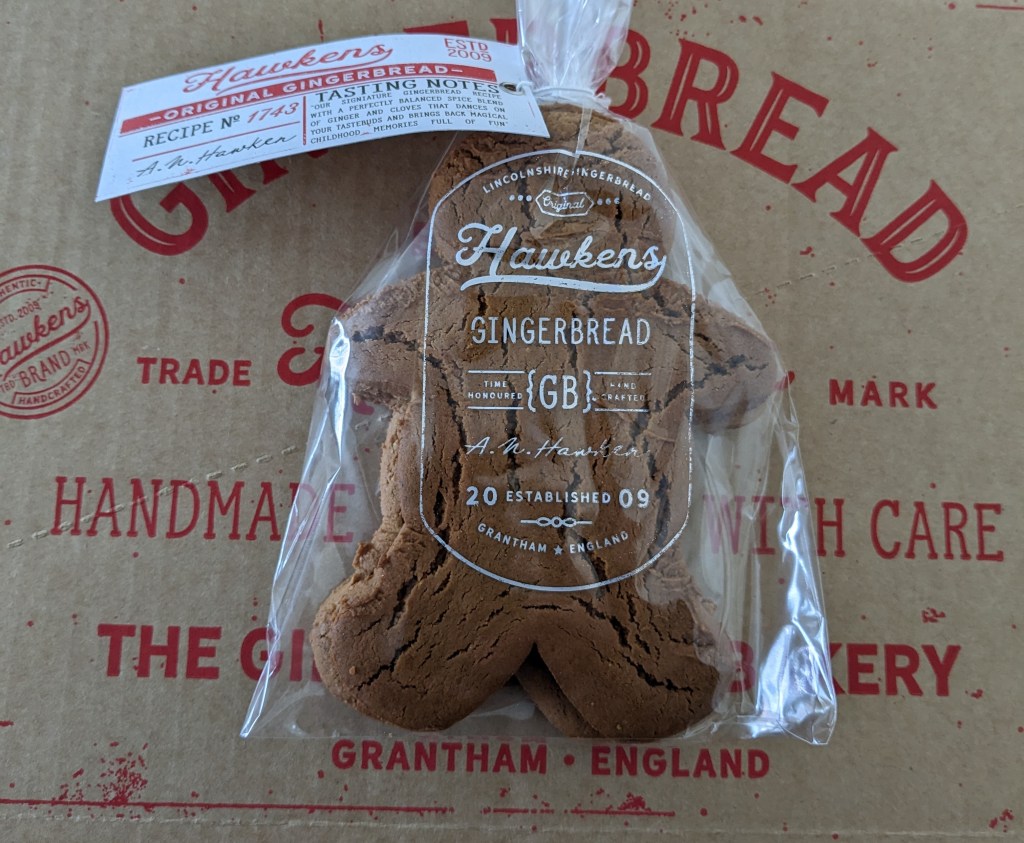 Hawkens
ESTD
2009
-ORIGINAL GINGERBREAD-
RECIPE Nº 1743
A. N. Hawken
TASTING NOTES
"OUR SIGNATURE GINGERBREAD RECIPE
WITH A PERFECTLY BALANCED SPICE BLEND
OF GINGER AND CLOVES THAT DANCES ON
YOUR TASTEBUDS AND BRINGS BACK MAGICAL
CHILDHOOD MEMORIES FULL OF FUN"
LINCOLNSHIRE GINGERBREAD
Original
Hawkens
GINGERBREAD
TIME HONOURED {GB} HAND CRAFTED
A. N. Hawken
20 ESTABLISHED 09
GRANTHAM ★ ENGLAND
G BREAD
ESTD. 2009
awkens
BRAND
HANDCRAFTED
TRADE & MARK
HANDMADE WITH CARE
THE GI B KERY
GRANTHAM • ENGLAND